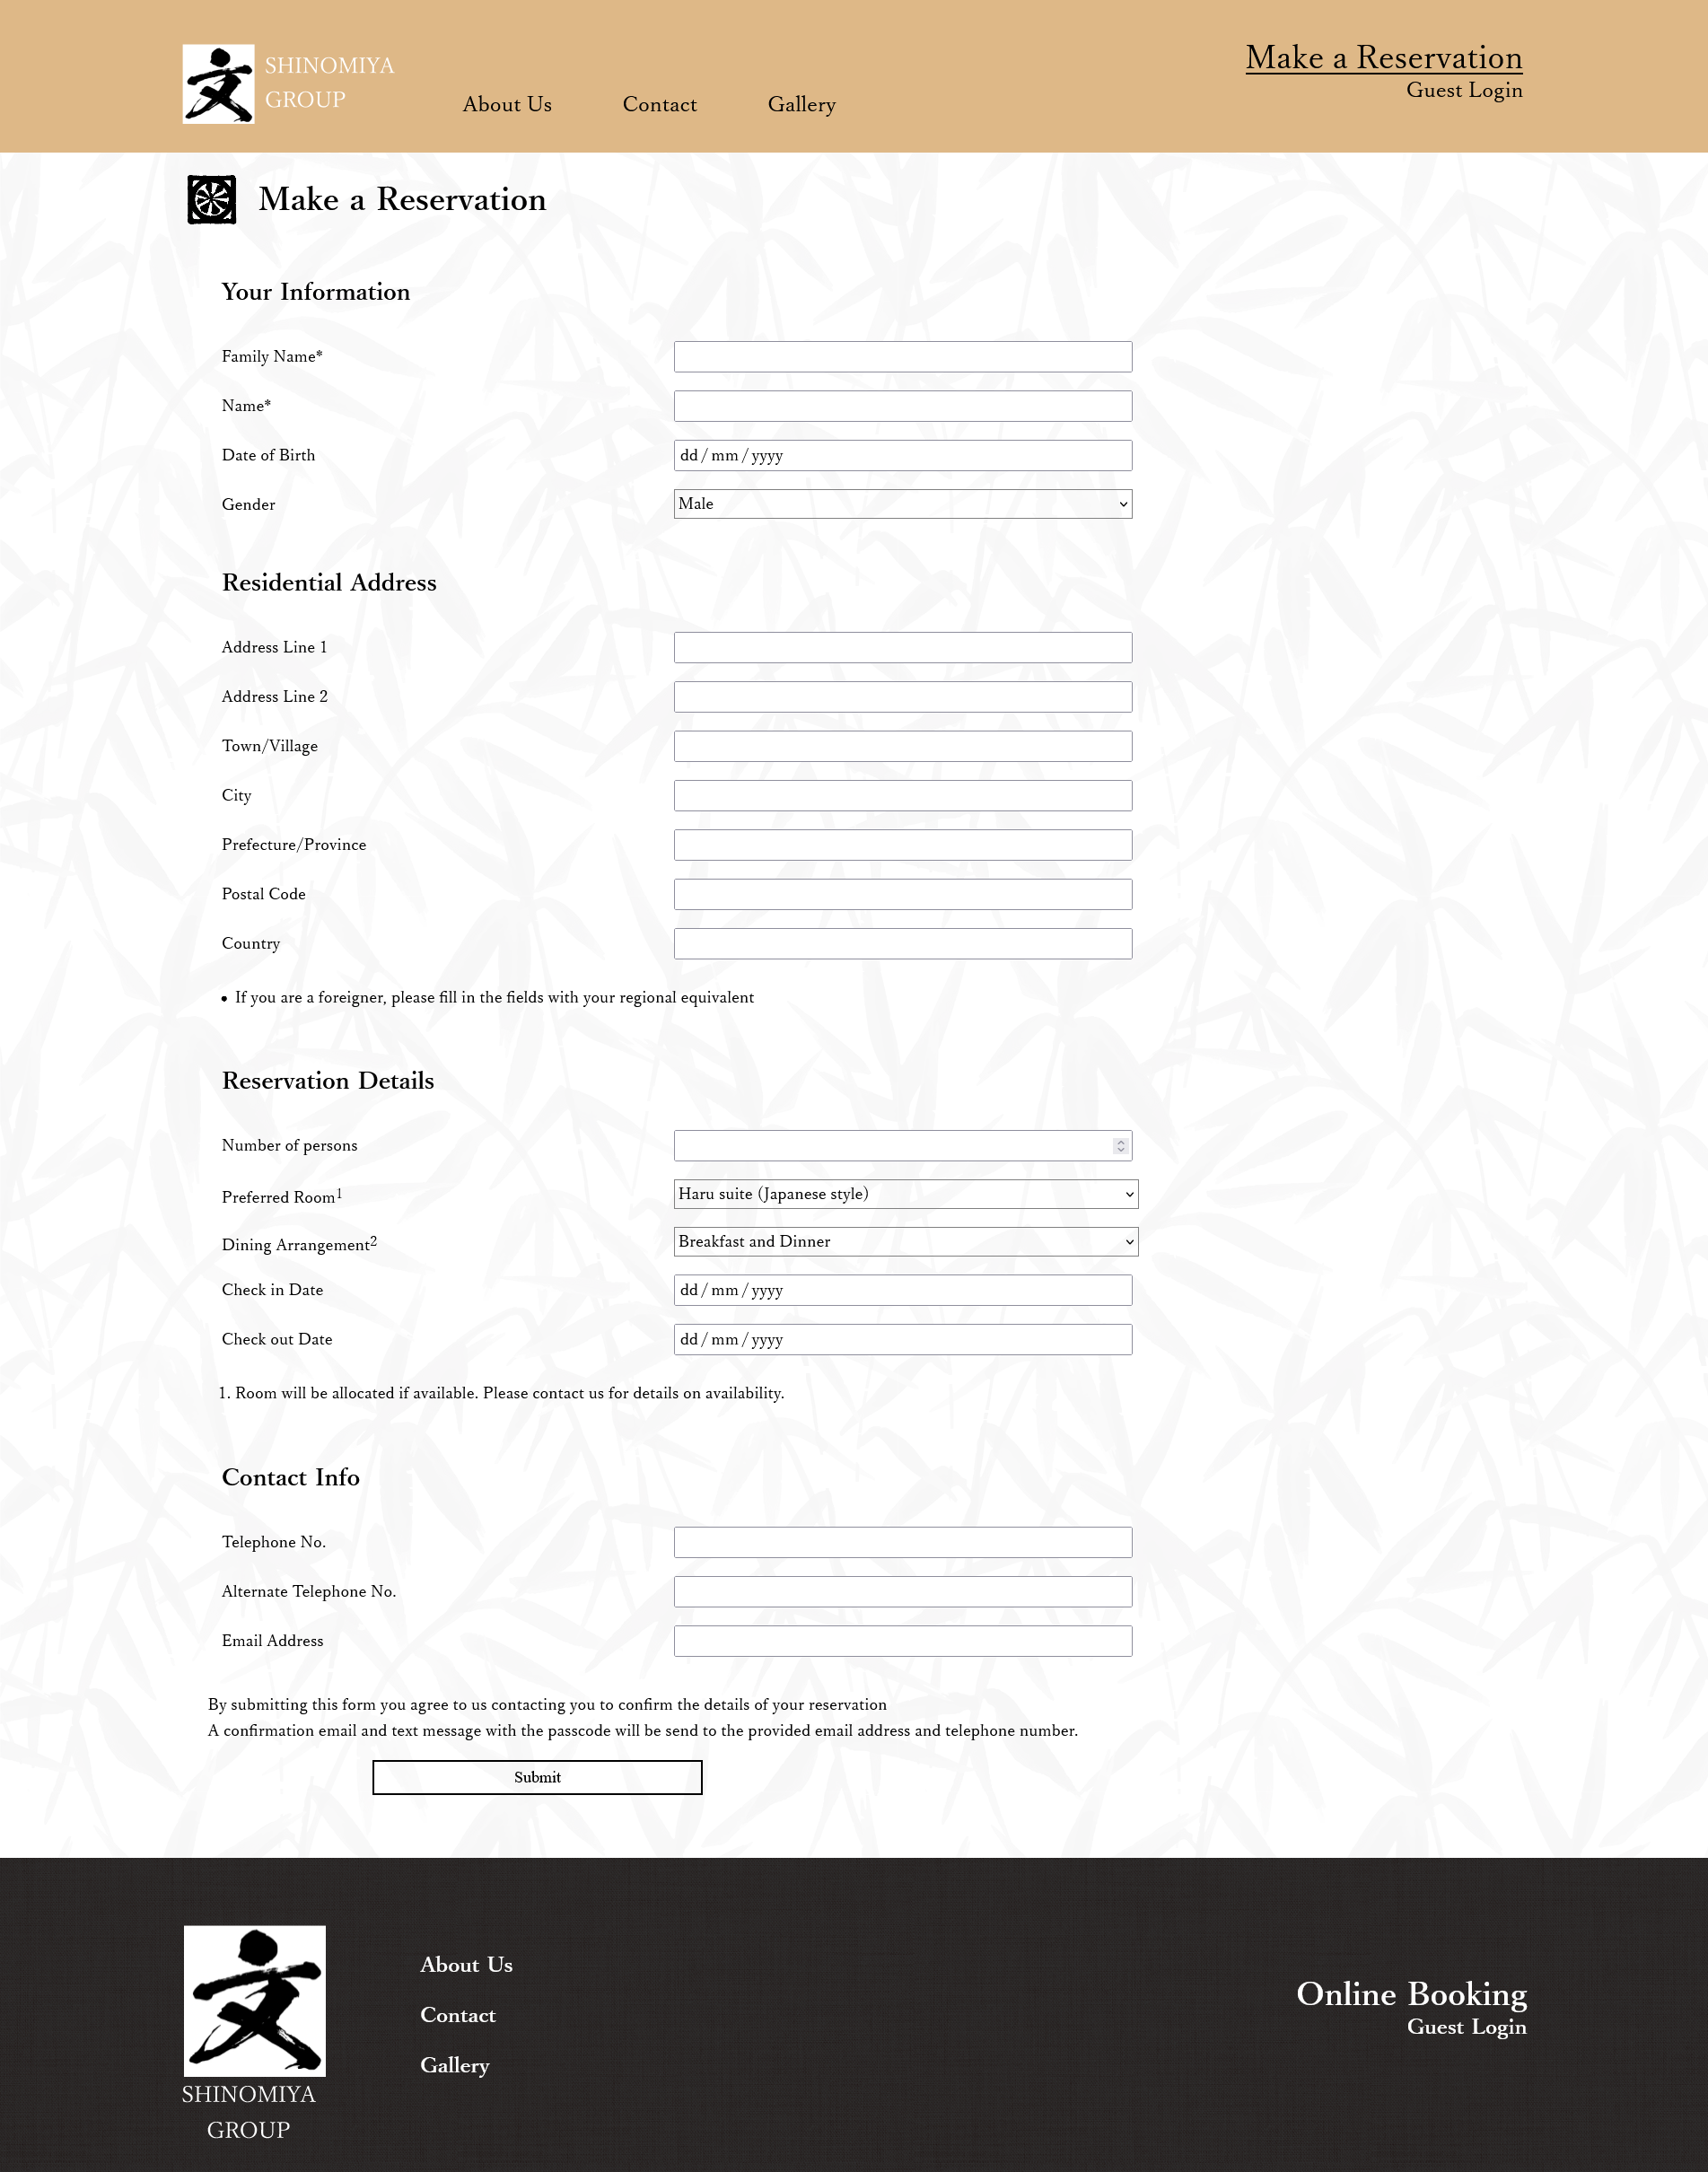 SHINOMIYA
GROUP
About Us
Contact
Gallery
Make a Reservation
Guest Login
Make a Reservation
Your Information
Family Name*
Name*
Date of Birth
dd / mm / yyyy
Gender
Male
Residential Address
Address Line 1
Address Line 2
Town/Village
City
Prefecture/Province
Postal Code
Country
• If you are a foreigner, please fill in the fields with your regional equivalent
Reservation Details
Number of persons
Preferred Room1
Haru suite (Japanese style)
Dining Arrangement2
Breakfast and Dinner
Check in Date
dd / mm / yyyy
Check out Date
dd / mm / yyyy
1. Room will be allocated if available. Please contact us for details on availability.
Contact Info
Telephone No.
Alternate Telephone No.
Email Address
By submitting this form you agree to us contacting you to confirm the details of your reservation
A confirmation email and text message with the passcode will be send to the provided email address and telephone number.
Submit
SHINOMIYA
GROUP
About Us
Contact
Gallery
Online Booking
Guest Login